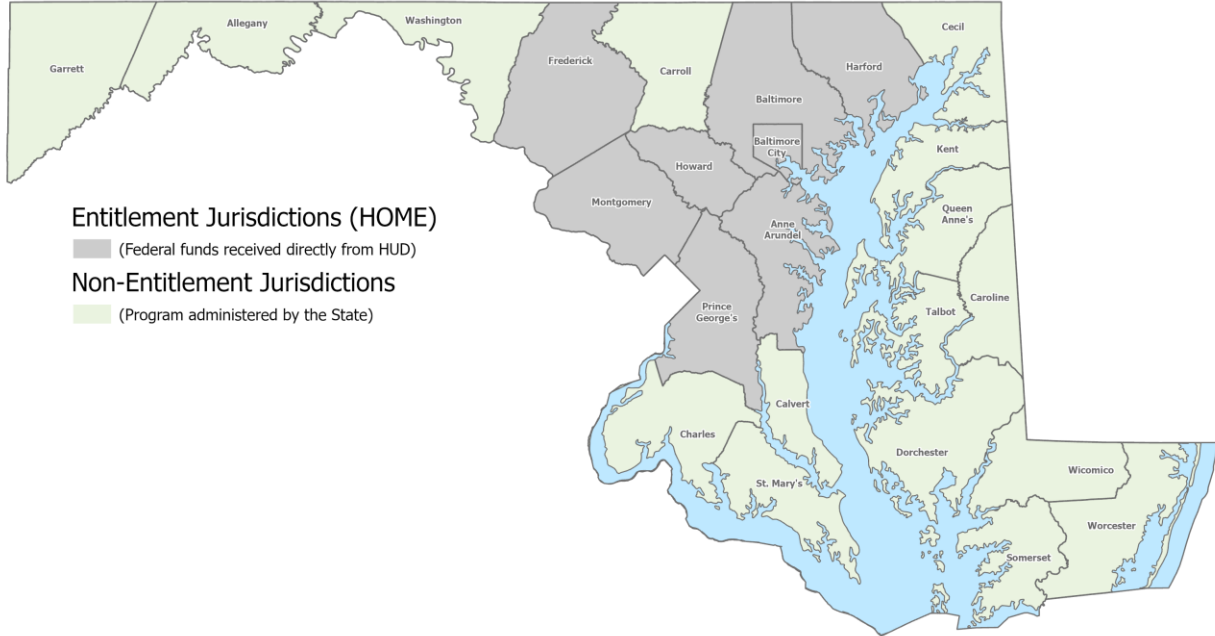 Allegany
Washington
Cecil
Garrett
Frederick
Carroll
Harford
Baltimore
Baltimore
City
Kent
Howard
Montgomery
Queen
Anne's
Anne
Arundel
Entitlement Jurisdictions (HOME)
(Federal funds received directly from HUD)
Non-Entitlement Jurisdictions
(Program administered by the State)
Caroline
Talbot
Prince
George's
Calvert
Charles
Dorchester
Wicomico
St. Mary's
Worcester
Somerset